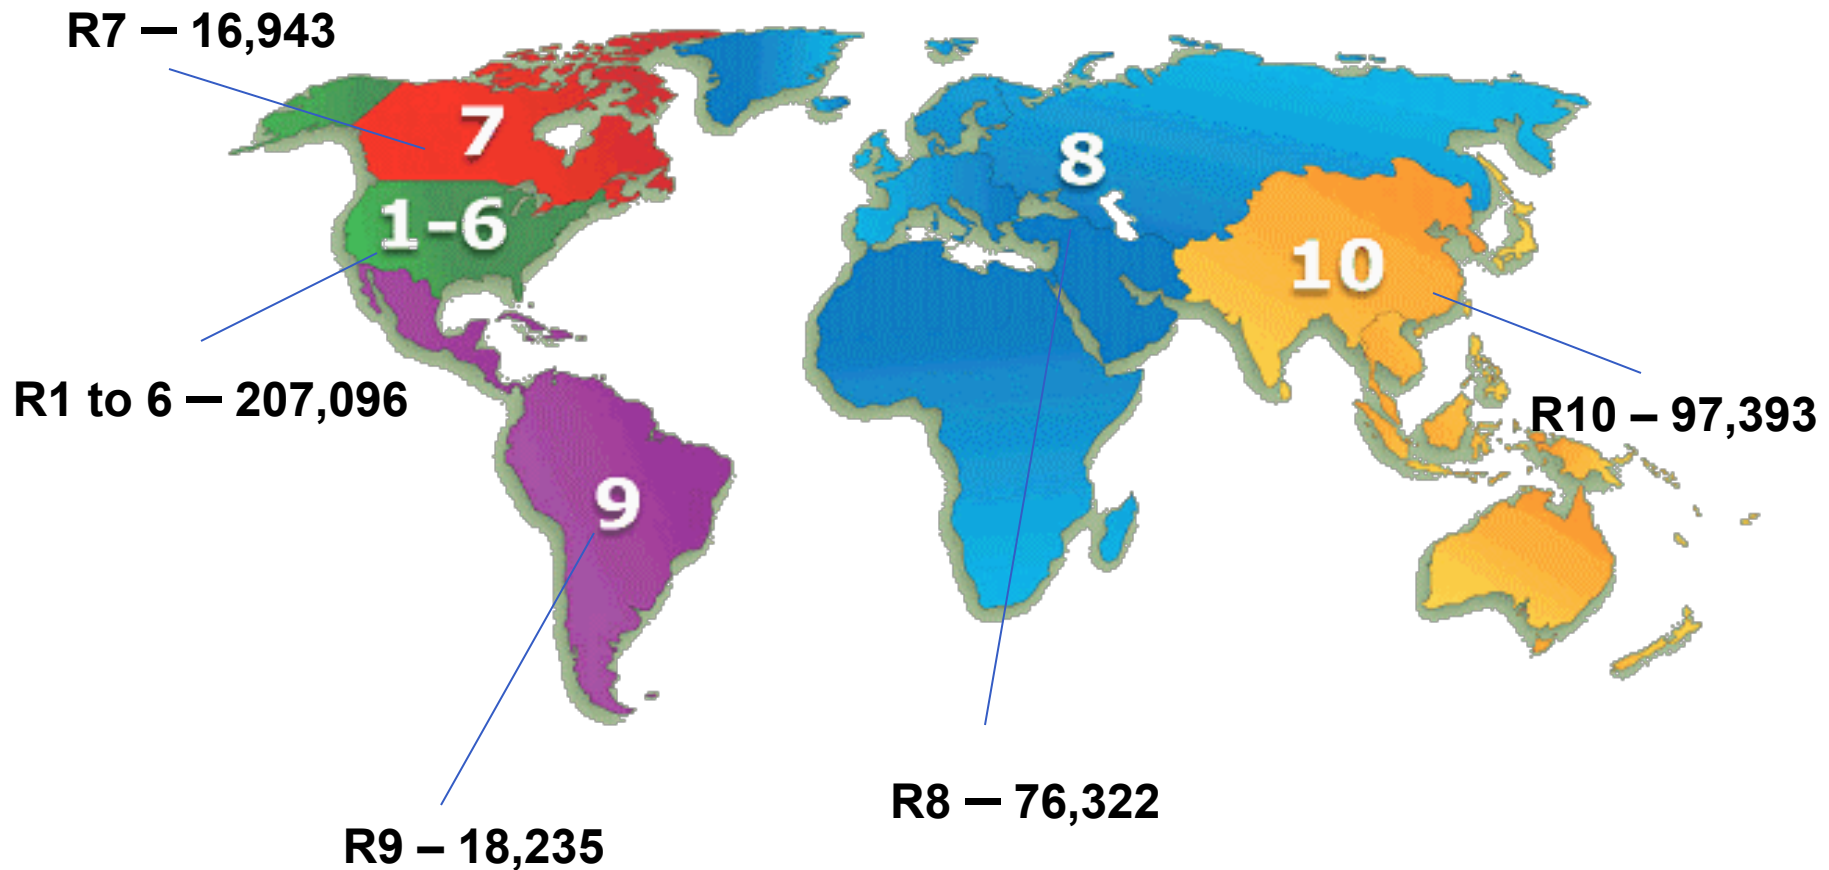 R7 — 16,943
7
8
1-6
10
R1 to 6 — 207,096
R10 – 97,393
9
R8 — 76,322
R9 – 18,235